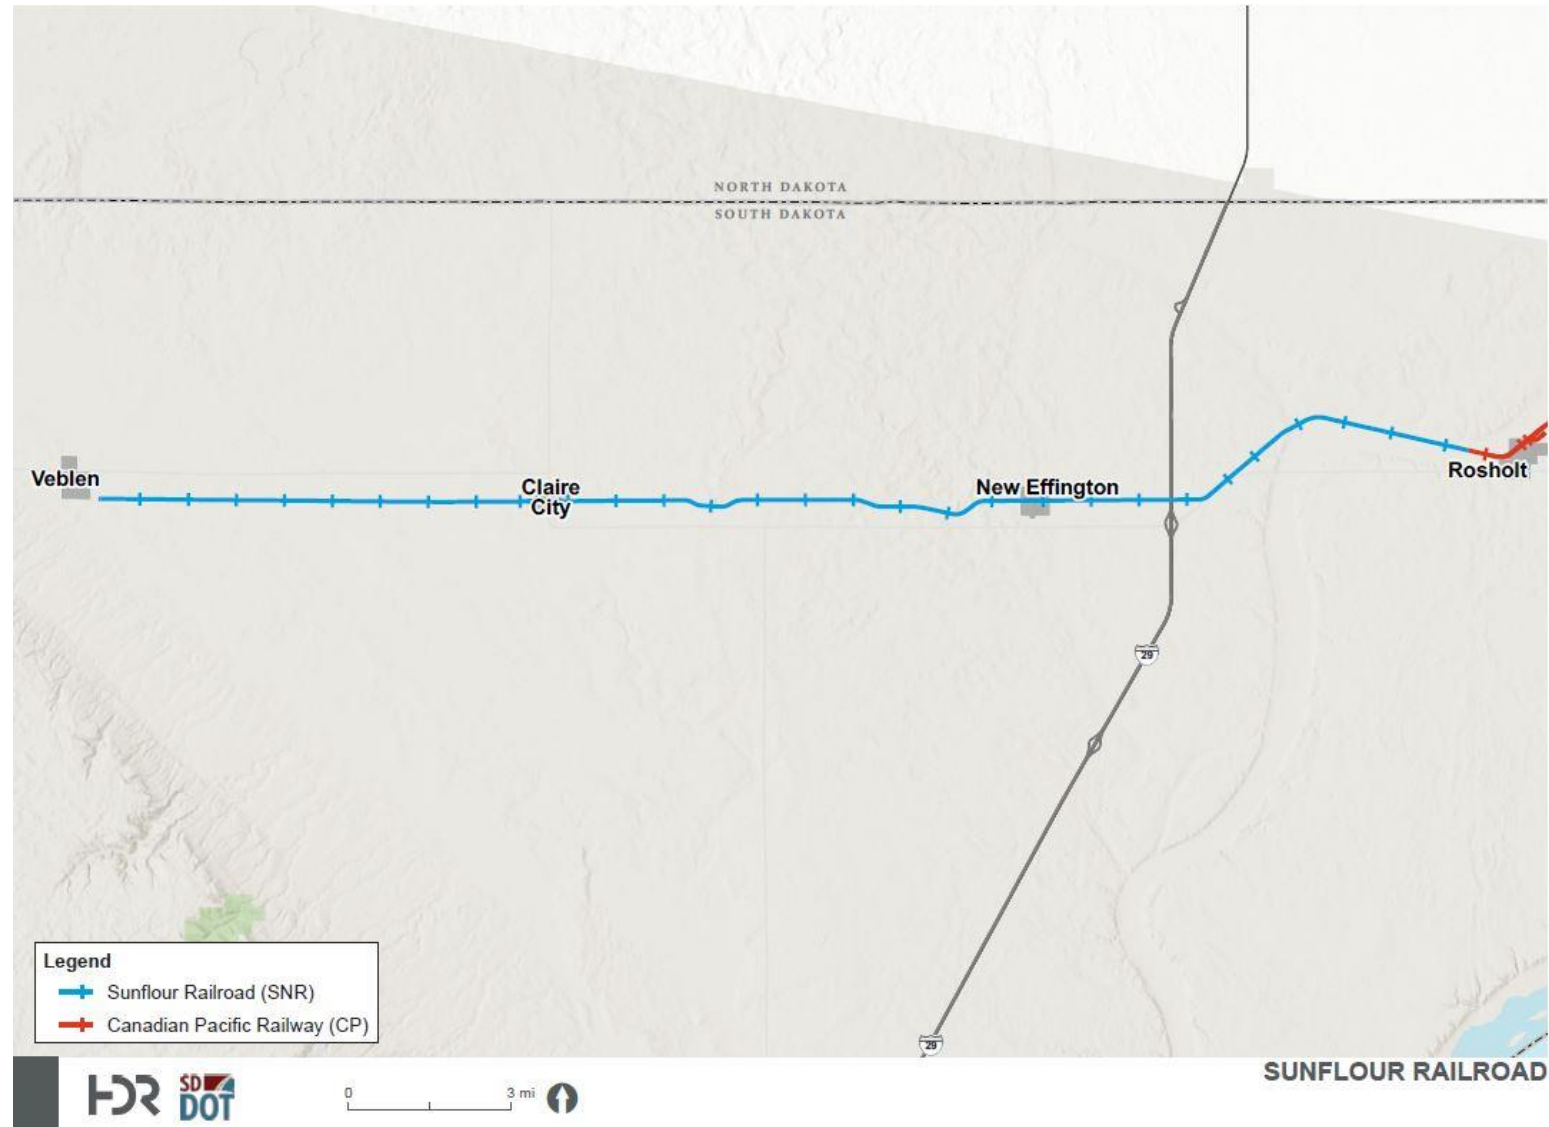 NORTH DAKOTA
SOUTH DAKOTA
Veblen
Claire
City
New Effington
Rosholt
29
29
Legend
Sunflour Railroad (SNR)
Canadian Pacific Railway (CP)
SUNFLOUR RAILROAD
HDR
SD
DOT
0
3 mi